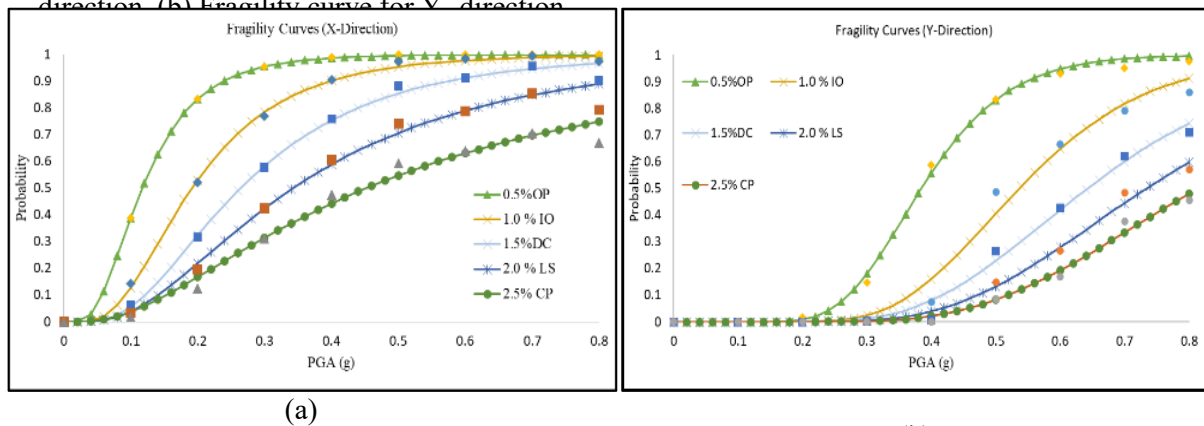 direction, (b) Fragility curve for Y- direction
Fragility Curves (X-Direction)
1
0.9
0.8
0.7
0.6
0.5
0.4
0.3
0.2
0.1
0
Probability
0 0.1 0.2 0.3 0.4 0.5 0.6 0.7 0.8
PGA (g)
0.5%OP
1.0 % IO
1.5%DC
2.0 % LS
2.5% CP
(a)
Fragility Curves (Y-Direction)
1
0.9
0.8
0.7
0.6
0.5
0.4
0.3
0.2
0.1
0
Probability
0.5%OP 1.0 % IO
1.5%DC 2.0 % LS
2.5% CP
0 0.1 0.2 0.3 0.4 0.5 0.6 0.7 0.8
PGA (g)